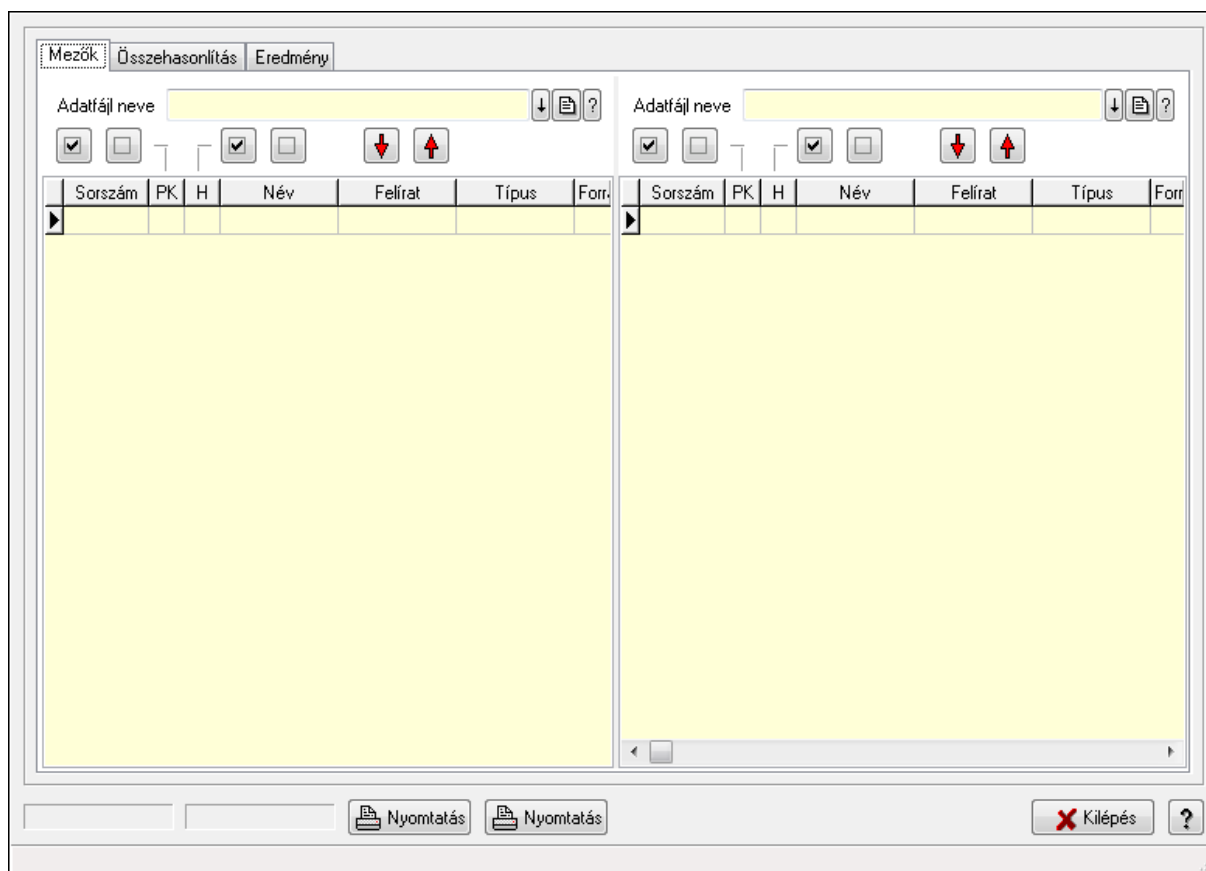 Mezők Összehasonlítás Eredmény
Adatfájl neve ? Adatfájl neve ?
Sorszám PK H Név Felírat Típus Sorszám PK H Név Felírat Típus
Nyomtatás Nyomtatás Kilépés ?